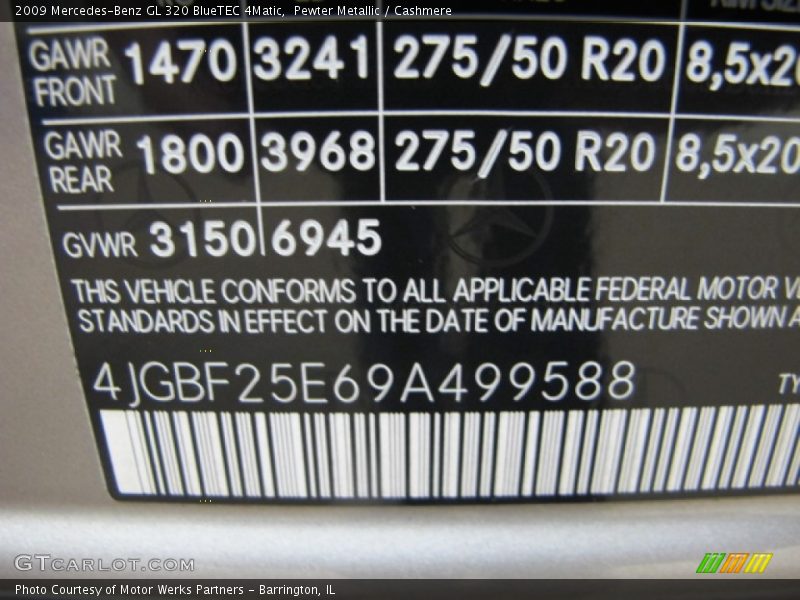 2009 Mercedes-Benz GL 320 BlueTEC 4Matic,  Pewter Metallic / Cashmere
GAWR FRONT 1470 3241 275/50 R20 8,5x20
GAWR REAR 1800 3968 275/50 R20 8,5x20
GVWR 3150 6945
THIS VEHICLE CONFORMS TO ALL APPLICABLE FEDERAL MOTOR
STANDARDS IN EFFECT ON THE DATE OF MANUFACTURE SHOWN
4JGBF25E69A499588 TY
GTCARLOT.COM
Photo Courtesy of Motor Werks Partners - Barrington, IL